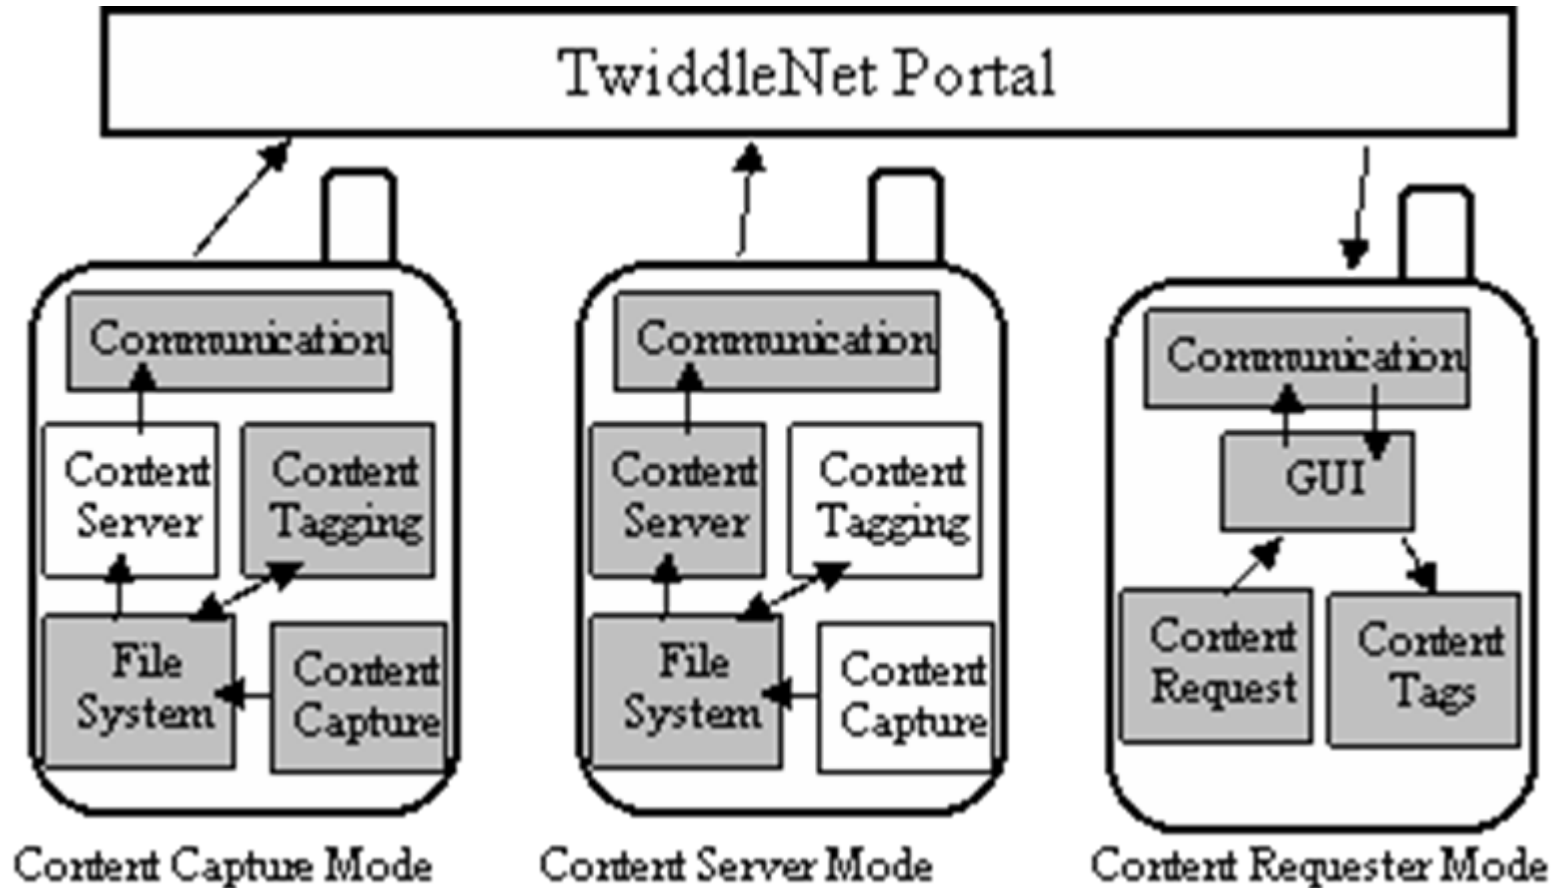 TwiddleNet Portal
Communication
Content
Server
Content
Tagging
File
System
Content
Capture
Content Capture Mode
Communication
Content
Server
Content
Tagging
File
System
Content
Capture
Content Server Mode
Communication
GUI
Content
Request
Content
Tags
Content Requester Mode